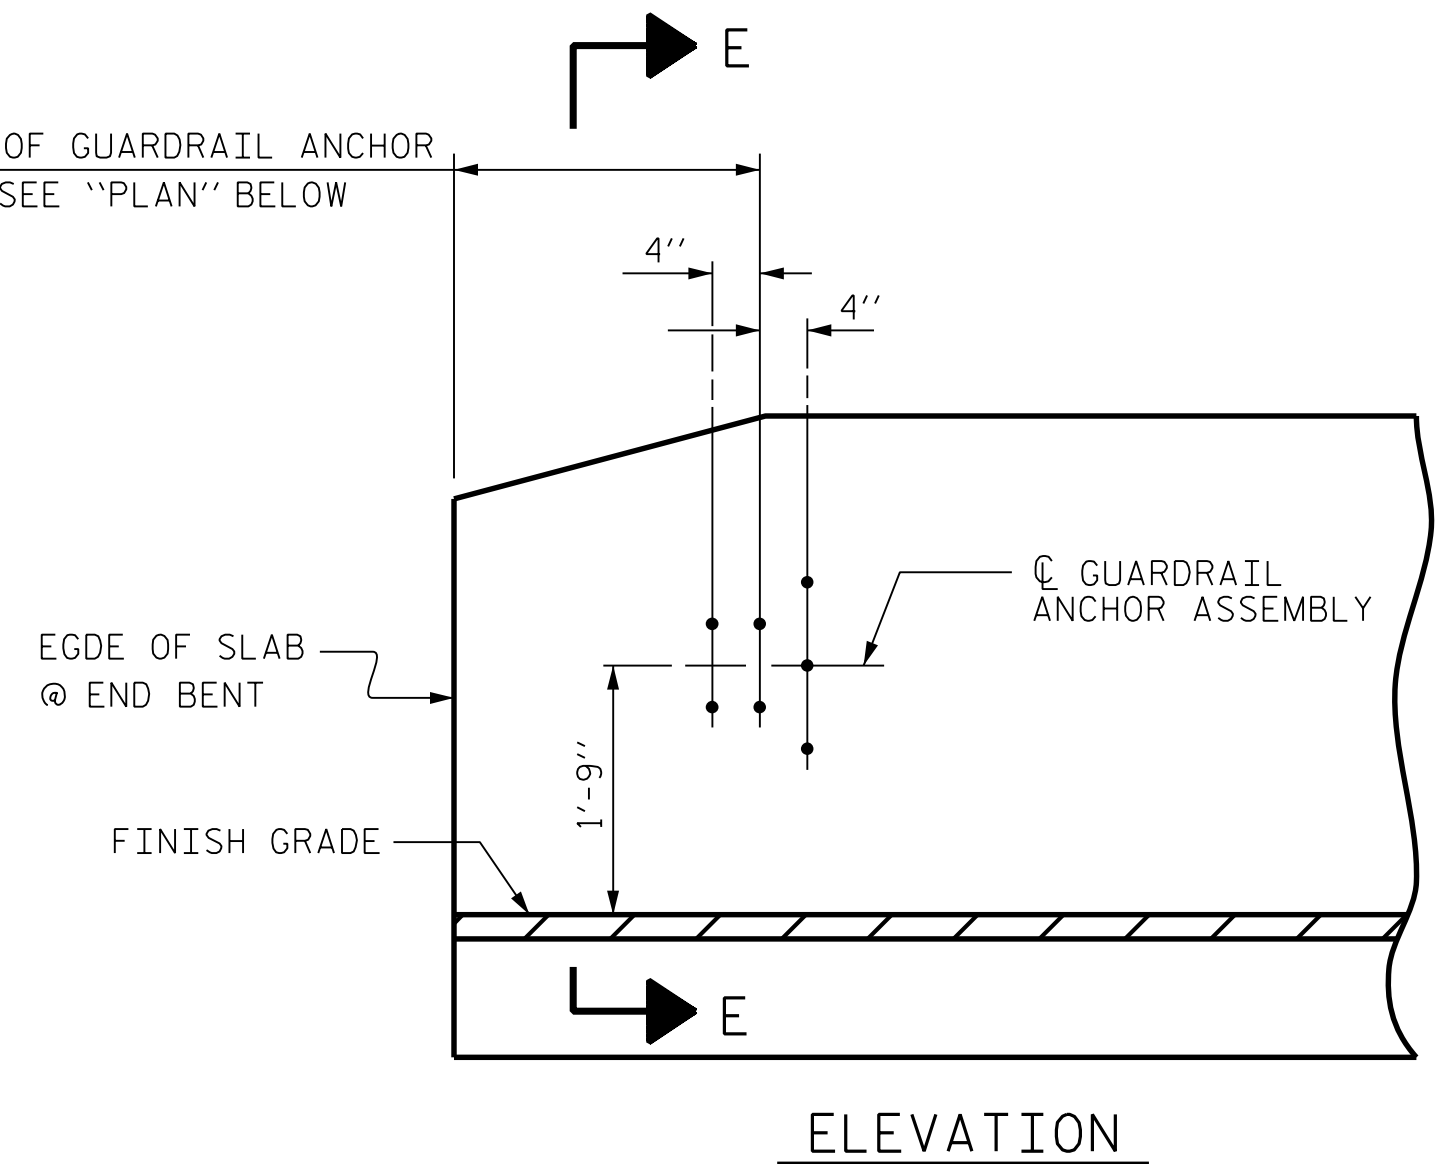 E
OF GUARDRAIL ANCHOR
SEE ‵‵PLAN′′ BELOW
4′′
4′′
℄ GUARDRAIL
ANCHOR ASSEMBLY
EGDE OF SLAB
@ END BENT
1′-9′′
FINISH GRADE
E
ELEVATION